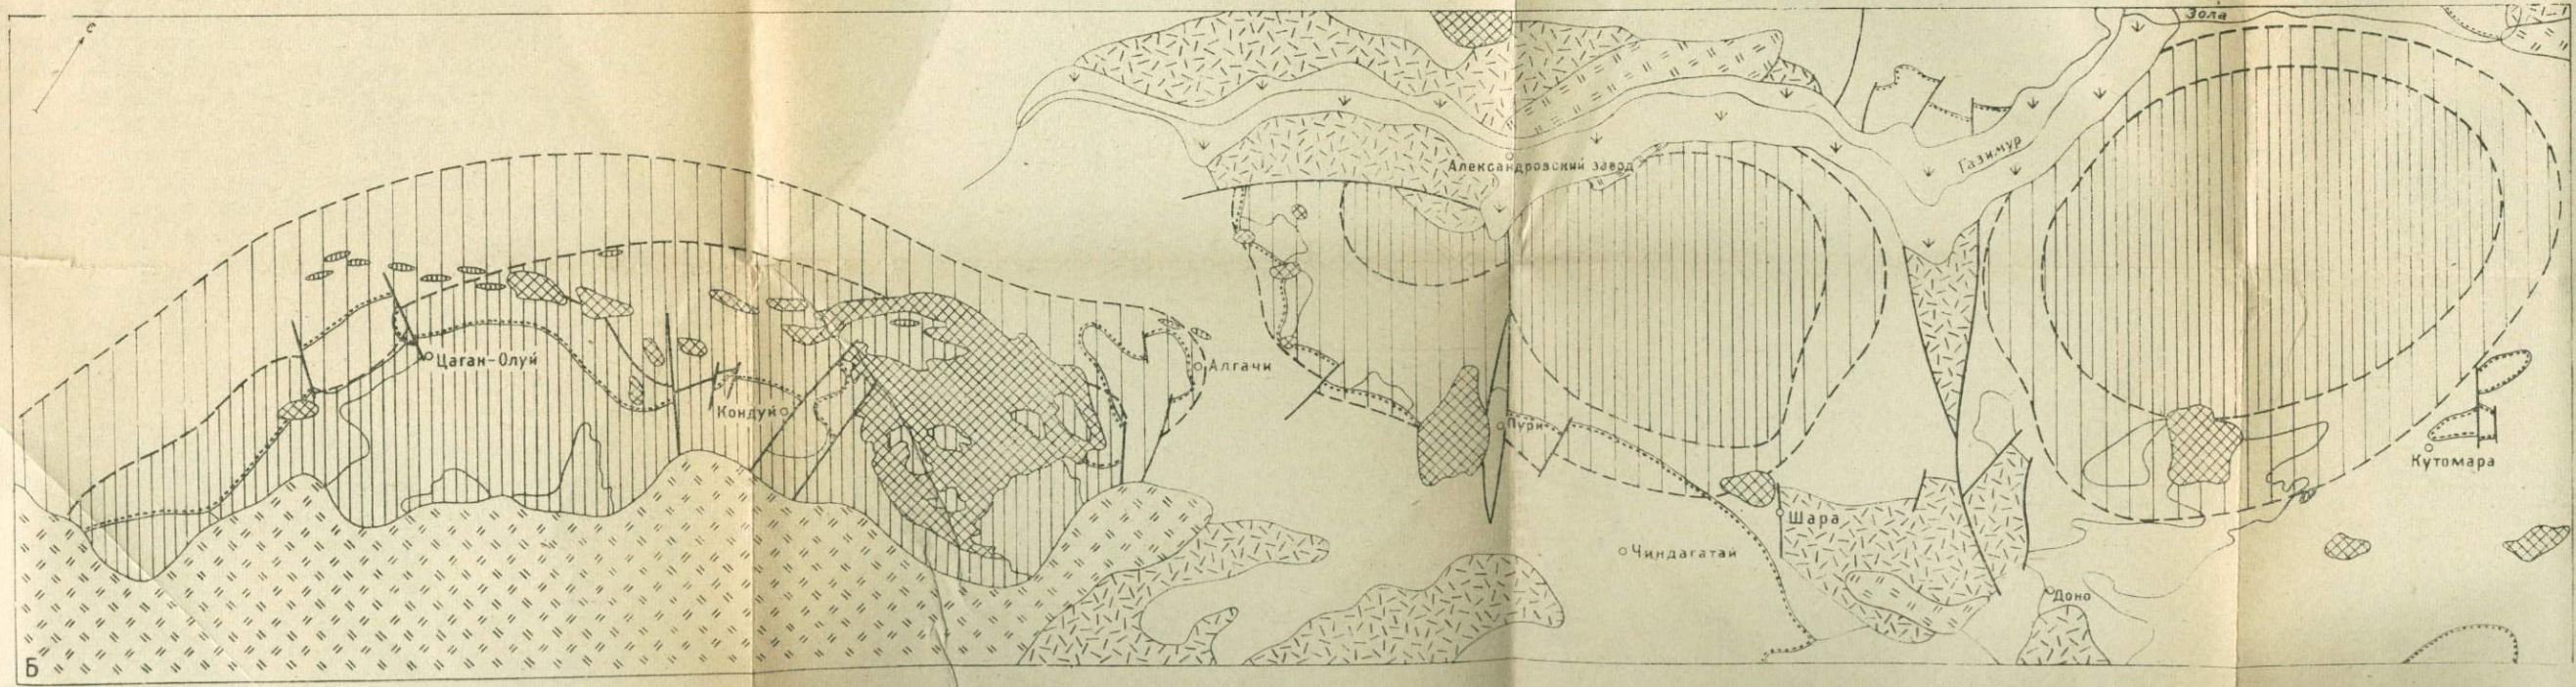 С
Зола
Александровский завод
Газимур
Цаган-Олуй
Алгачи
Кондуй
Пури
Кутомара
Шара
Чиндагатай
Доно
Б